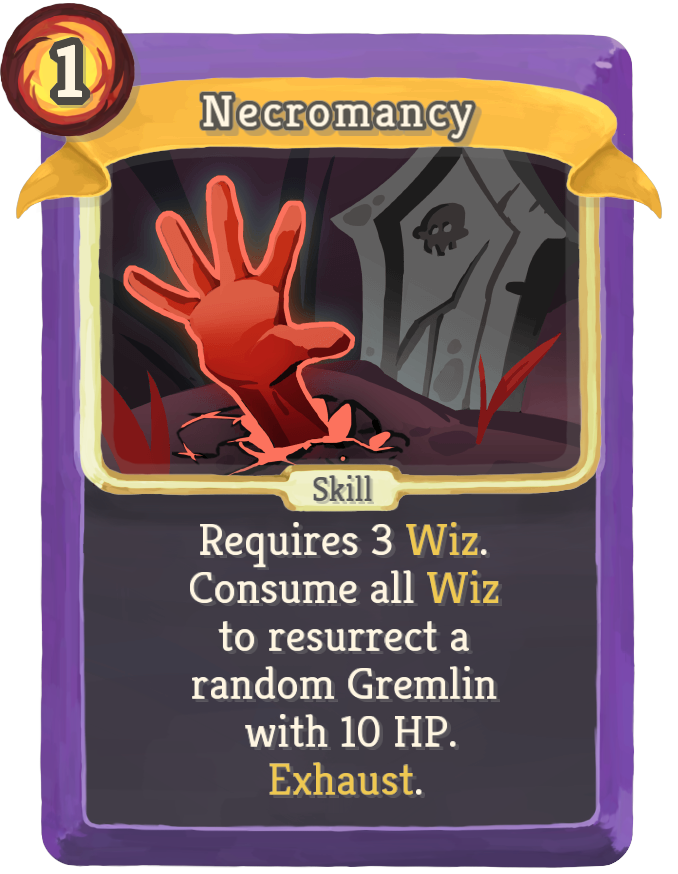 1
Necromancy
Skill
Requires 3 Wiz.
Consume all Wiz
to resurrect a
random Gremlin
with 10 HP.
Exhaust.